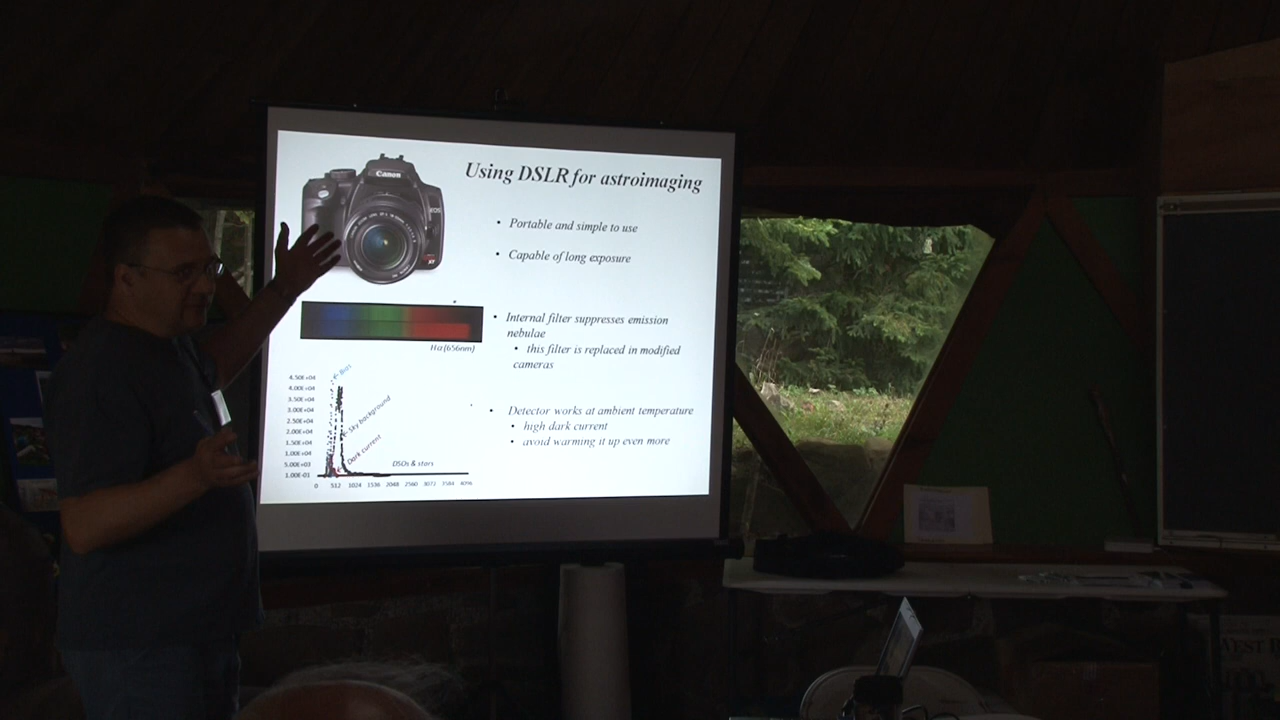 Using DSLR for astroimaging
Canon
EOS
XT
• Portable and simple to use
• Capable of long exposure
• Internal filter suppresses emission
nebulae
• this filter is replaced in modified
cameras
Hα (656nm)
• Detector works at ambient temperature
• high dark current
• avoid warming it up even more
4.50E+04
4.00E+04
3.50E+04
3.00E+04
2.50E+04
2.00E+04
1.50E+04
1.00E+04
5.00E+03
1.00E-01
Bias
Sky background
Dark current
DSOs & stars
0 512 1024 1536 2048 2560 3072 3584 4096